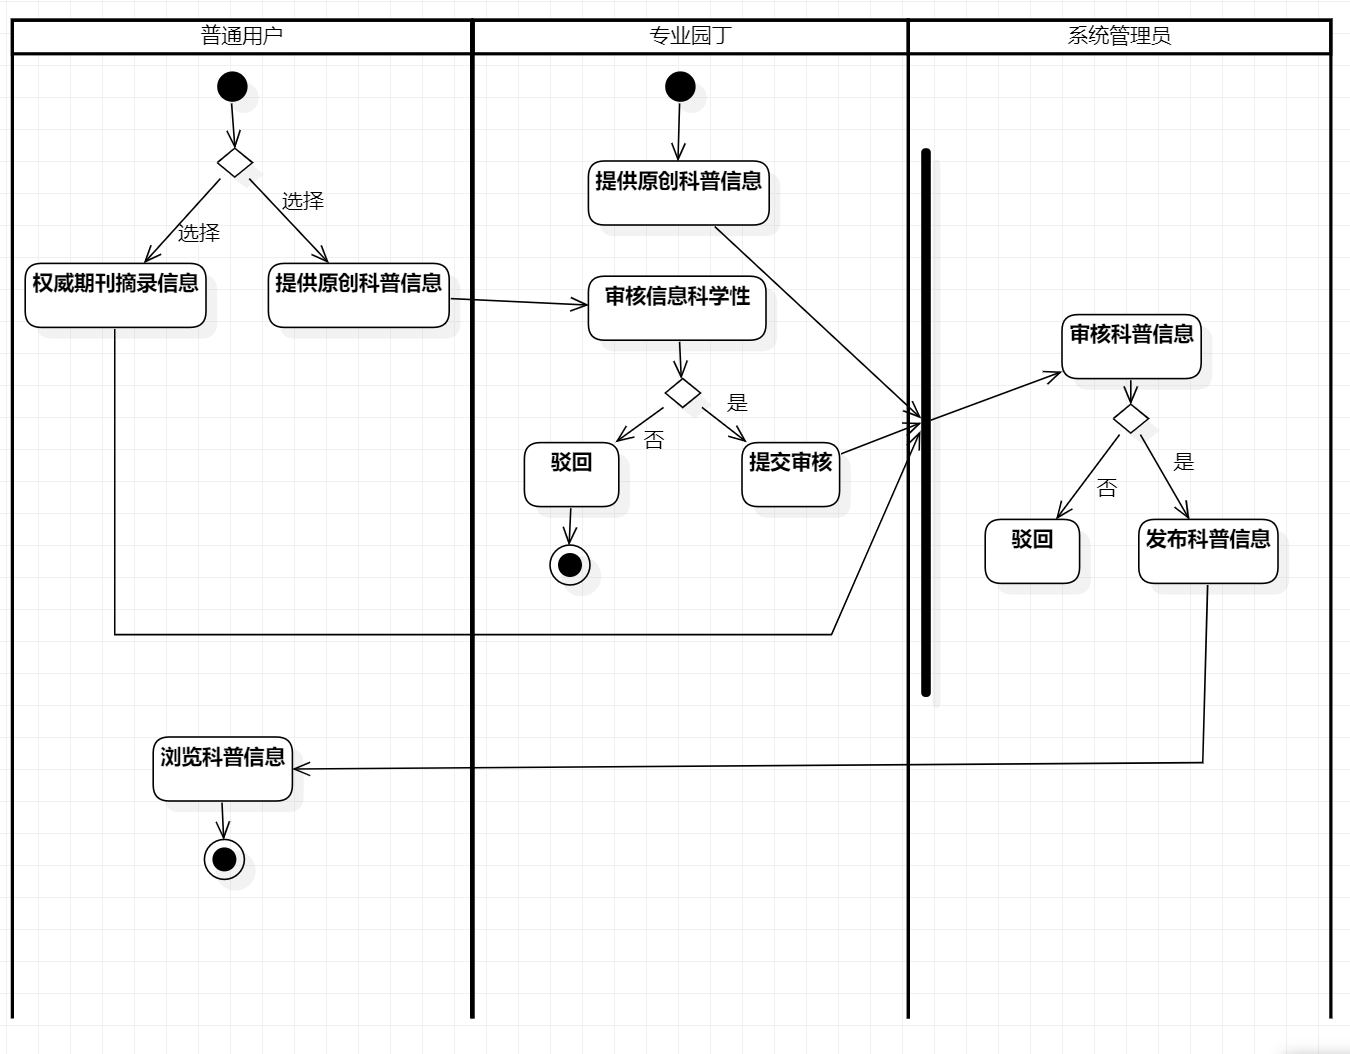 普通用户
专业园丁
系统管理员
选择
选择
权威期刊摘录信息
提供原创科普信息
提供原创科普信息
审核信息科学性
是
否
驳回
提交审核
审核科普信息
是
否
驳回
发布科普信息
浏览科普信息